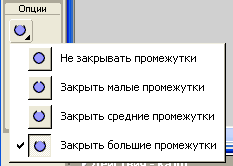 Опции
Не закрывать промежутки
Закрыть малые промежутки
Закрыть средние промежутки
Закрыть большие промежутки